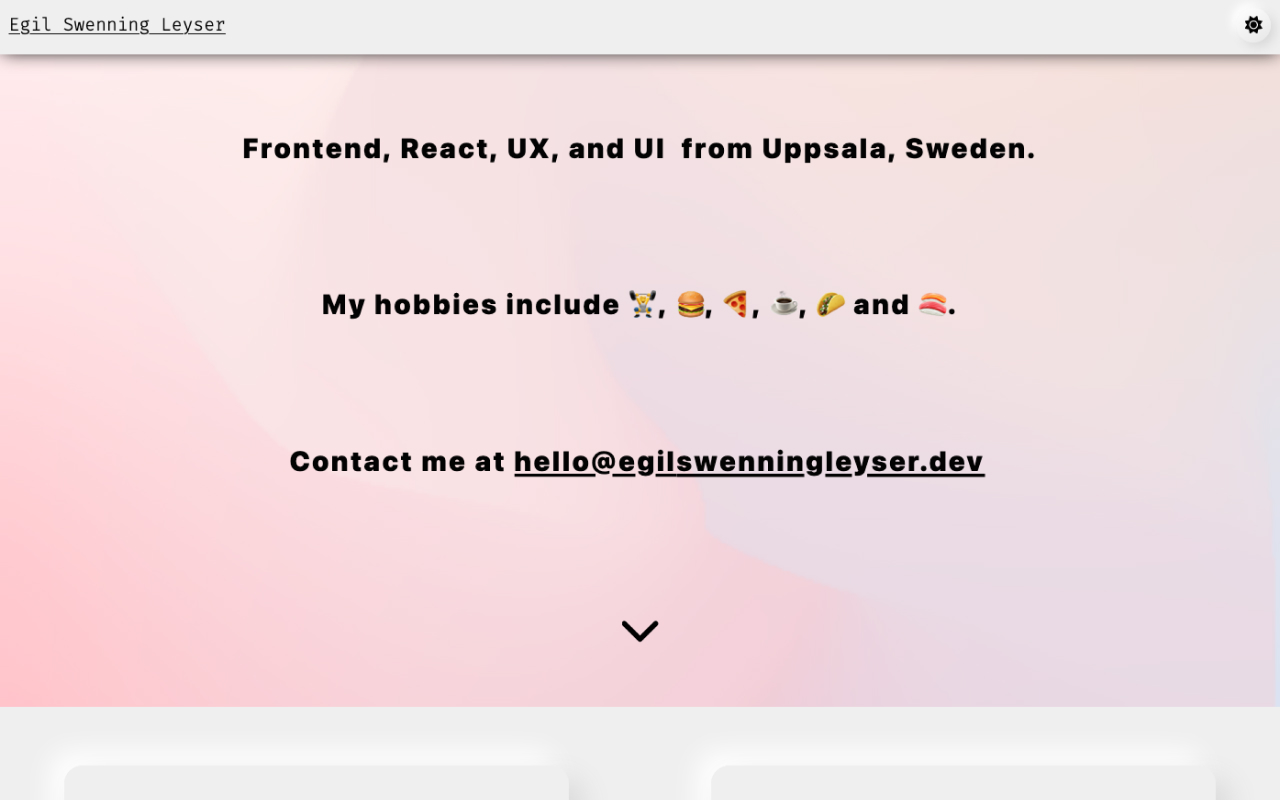 Egil Swenning Leyser
Frontend, React, UX, and UI from Uppsala, Sweden.
My hobbies include 🏋️, 🍔, 🍕, ☕, 🌮 and 🍣.
Contact me at hello@egilswenningleyser.dev